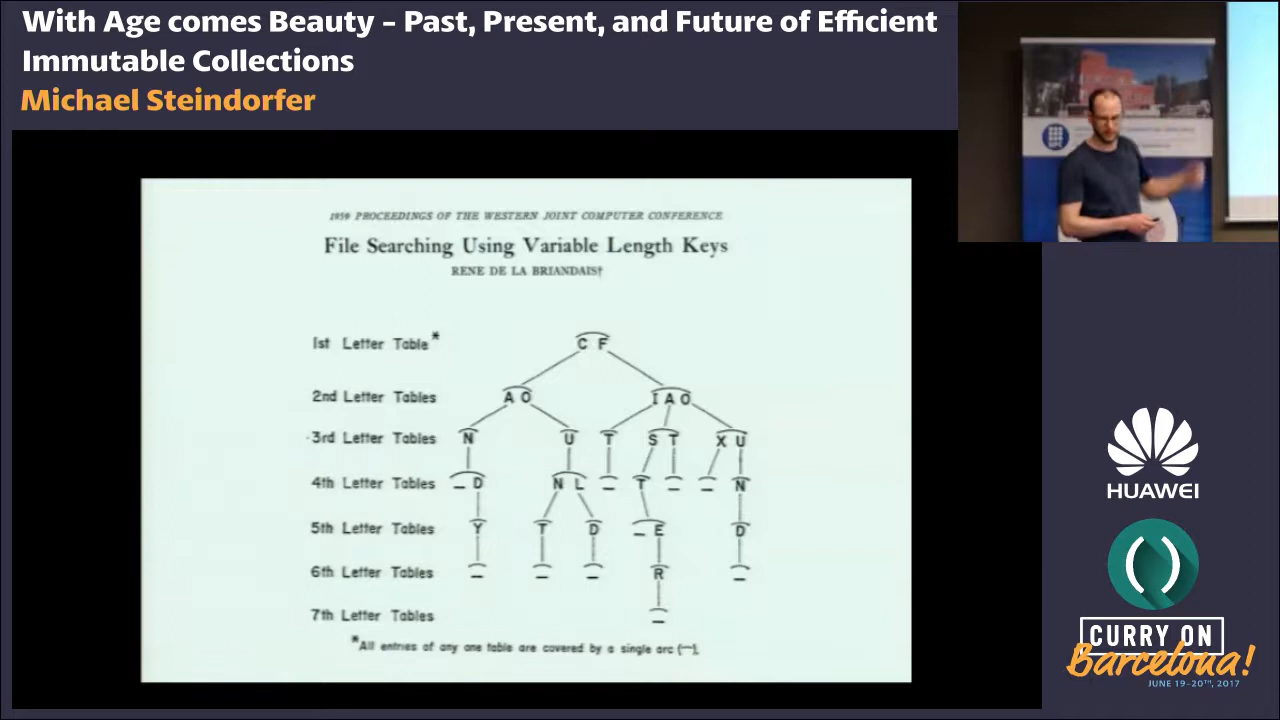 With Age comes Beauty – Past, Present, and Future of Efficient
Immutable Collections
Michael Steindorfer
1959 PROCEEDINGS OF THE WESTERN JOINT COMPUTER CONFERENCE
File Searching Using Variable Length Keys
RENE DE LA BRIANDAIS†
1st Letter Table* C F
2nd Letter Tables A O I A O
3rd Letter Tables N U T S T X U
4th Letter Tables _ D N L _ T _ _ N
5th Letter Tables Y T D _ E D
6th Letter Tables _ _ _ R _
7th Letter Tables _
*All entries of any one table are covered by a single arc (⌒).
HUAWEI
CURRY ON
Barcelona!
JUNE 19-20TH, 2017